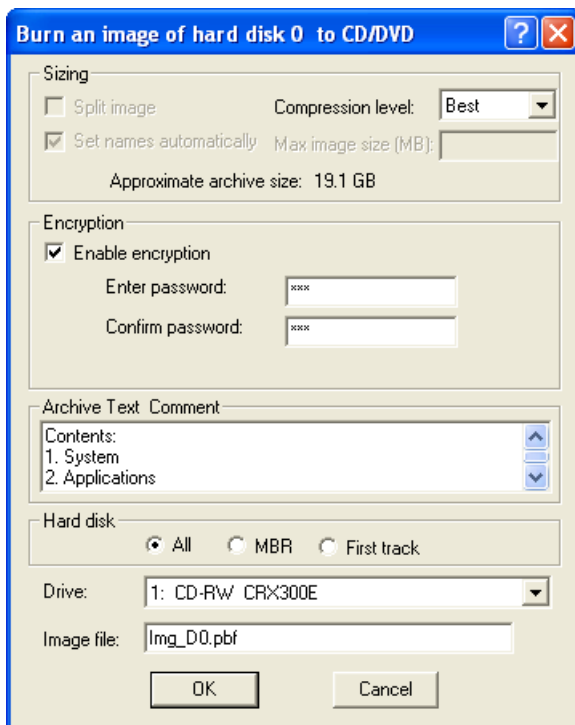 Burn an image of hard disk 0 to CD/DVD
Sizing
Split image
Compression level: Best
Set names automatically Max image size (MB):
Approximate archive size: 19.1 GB
Encryption
Enable encryption
Enter password: ***
Confirm password: ***
Archive Text Comment
Contents:
1. System
2. Applications
Hard disk
All MBR First track
Drive: 1: CD-RW CRX300E
Image file: Img_D0.pbf
OK Cancel